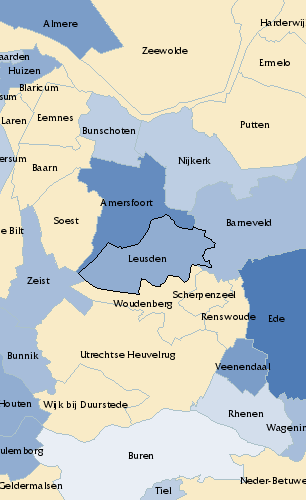 Almere
Harderwij
Zeewolde
aarden
Ermelo
Huizen
Blaricum
sum
Laren
Eemnes
Putten
Bunschoten
ersum
Nijkerk
Baarn
Amersfoort
Soest
Barneveld
e Bilt
Leusden
Zeist
Scherpenzeel
Woudenberg
Renswoude
Ede
Bunnik
Utrechtse Heuvelrug
Veenendaal
Houten
Wijk bij Duurstede
Rhenen
Wagenin
ulemborg
Buren
Geldermalsen
Tiel
Neder-Betuwe